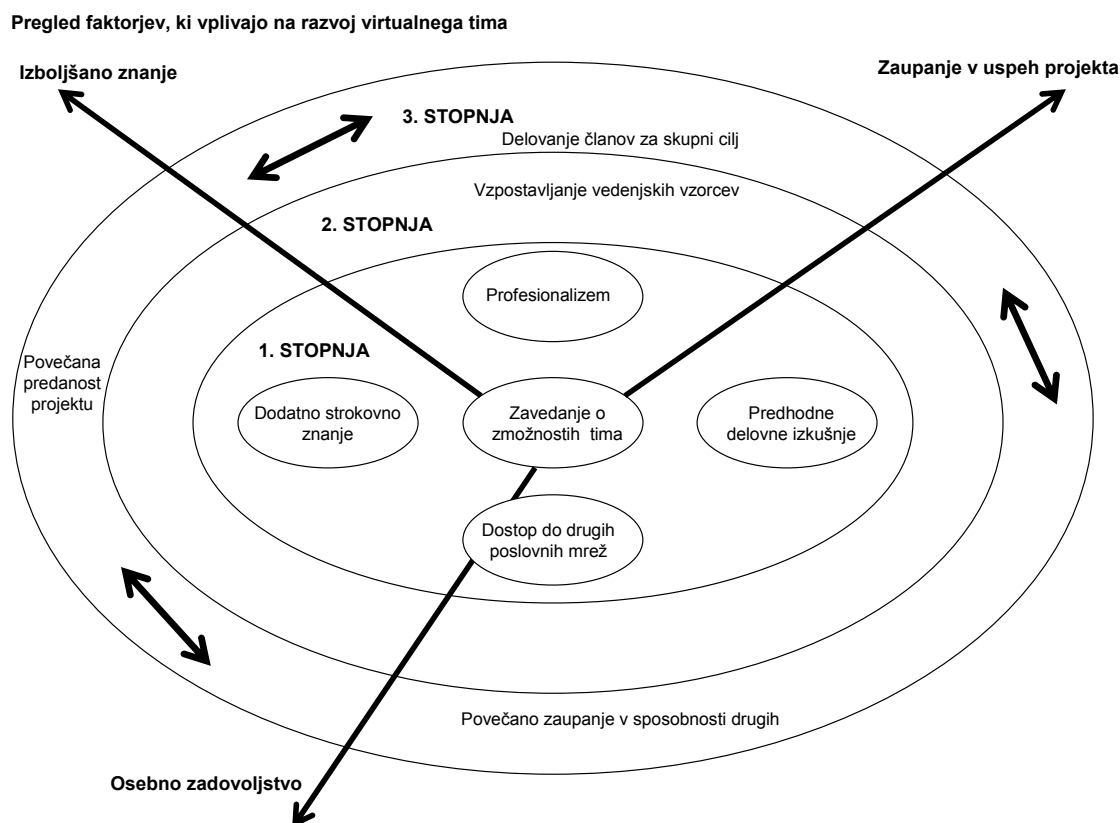 Pregled faktorjev, ki vplivajo na razvoj virtualnega tima
Izboljšano znanje
Zaupanje v uspeh projekta
3. STOPNJA
Delovanje članov za skupni cilj
Vzpostavljanje vedenjskih vzorcev
2. STOPNJA
Profesionalizem
1. STOPNJA
Povečana
predanost
projektu
Dodatno strokovno
znanje
Zavedanje o
zmožnostih tima
Predhodne
delovne izkušnje
Dostop do drugih
poslovnih mrež
Povečano zaupanje v sposobnosti drugih
Osebno zadovoljstvo